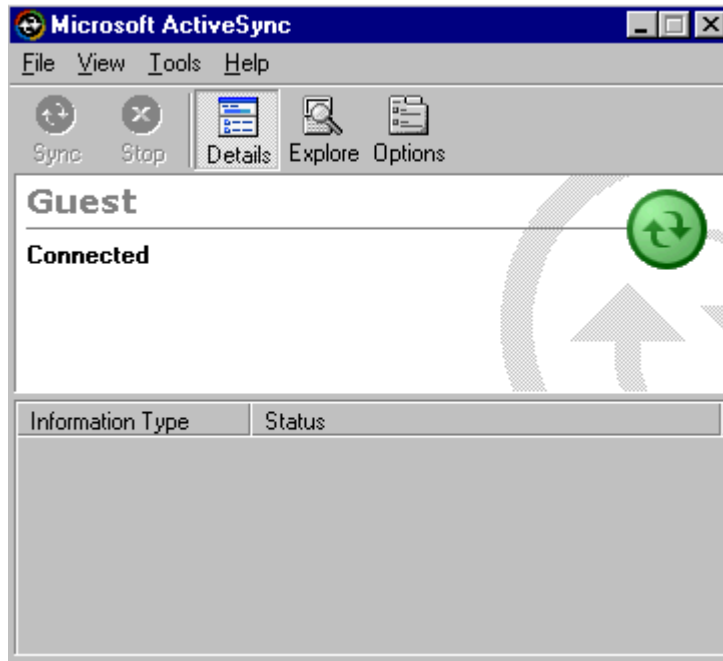 Microsoft ActiveSync
File View Tools Help
Sync Stop Details Explore Options
Guest
Connected
Information Type Status